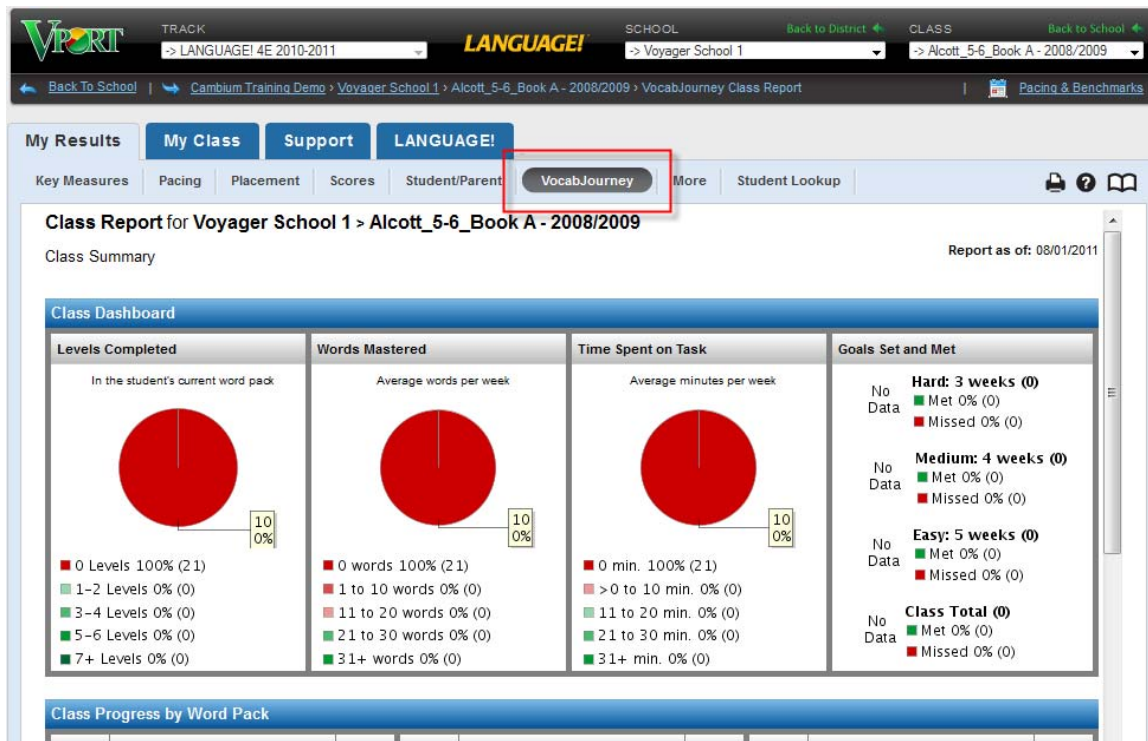 VPORT
TRACK
-> LANGUAGE! 4E 2010-2011
LANGUAGE!
SCHOOL
Back to District
-> Voyager School 1
CLASS
Back to School
-> Alcott_5-6_Book A - 2008/2009
Back To School | Cambium Training Demo › Voyager School 1 › Alcott_5-6_Book A - 2008/2009 › VocabJourney Class Report | Pacing & Benchmarks
My Results My Class Support LANGUAGE!
Key Measures Pacing Placement Scores Student/Parent VocabJourney More Student Lookup
Class Report for Voyager School 1 > Alcott_5-6_Book A - 2008/2009
Class Summary
Report as of: 08/01/2011
Class Dashboard
Levels Completed
In the student's current word pack
10
0%
0 Levels 100% (21)
1-2 Levels 0% (0)
3-4 Levels 0% (0)
5-6 Levels 0% (0)
7+ Levels 0% (0)
Words Mastered
Average words per week
10
0%
0 words 100% (21)
1 to 10 words 0% (0)
11 to 20 words 0% (0)
21 to 30 words 0% (0)
31+ words 0% (0)
Time Spent on Task
Average minutes per week
10
0%
0 min. 100% (21)
>0 to 10 min. 0% (0)
11 to 20 min. 0% (0)
21 to 30 min. 0% (0)
31+ min. 0% (0)
Goals Set and Met
No
Data
Hard: 3 weeks (0)
Met 0% (0)
Missed 0% (0)
No
Data
Medium: 4 weeks (0)
Met 0% (0)
Missed 0% (0)
No
Data
Easy: 5 weeks (0)
Met 0% (0)
Missed 0% (0)
No
Data
Class Total (0)
Met 0% (0)
Missed 0% (0)
Class Progress by Word Pack